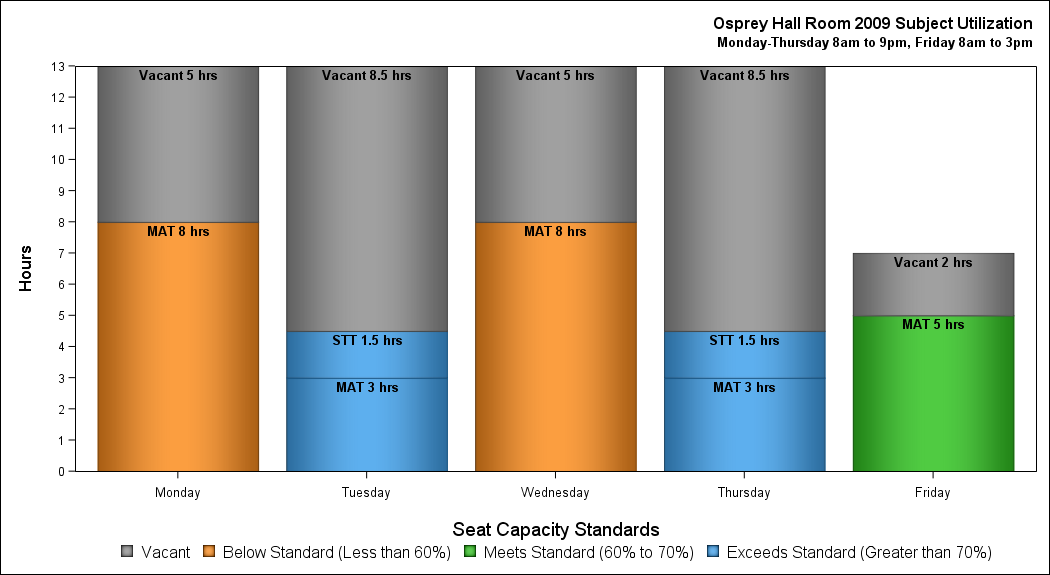 Osprey Hall Room 2009 Subject Utilization
Monday-Thursday 8am to 9pm, Friday 8am to 3pm
Hours
13
12
11
10
9
8
7
6
5
4
3
2
1
0
Vacant 5 hrs
MAT 8 hrs
Vacant 8.5 hrs
STT 1.5 hrs
MAT 3 hrs
Vacant 5 hrs
MAT 8 hrs
Vacant 8.5 hrs
STT 1.5 hrs
MAT 3 hrs
Vacant 2 hrs
MAT 5 hrs
Monday Tuesday Wednesday Thursday Friday
Seat Capacity Standards
Vacant Below Standard (Less than 60%) Meets Standard (60% to 70%) Exceeds Standard (Greater than 70%)